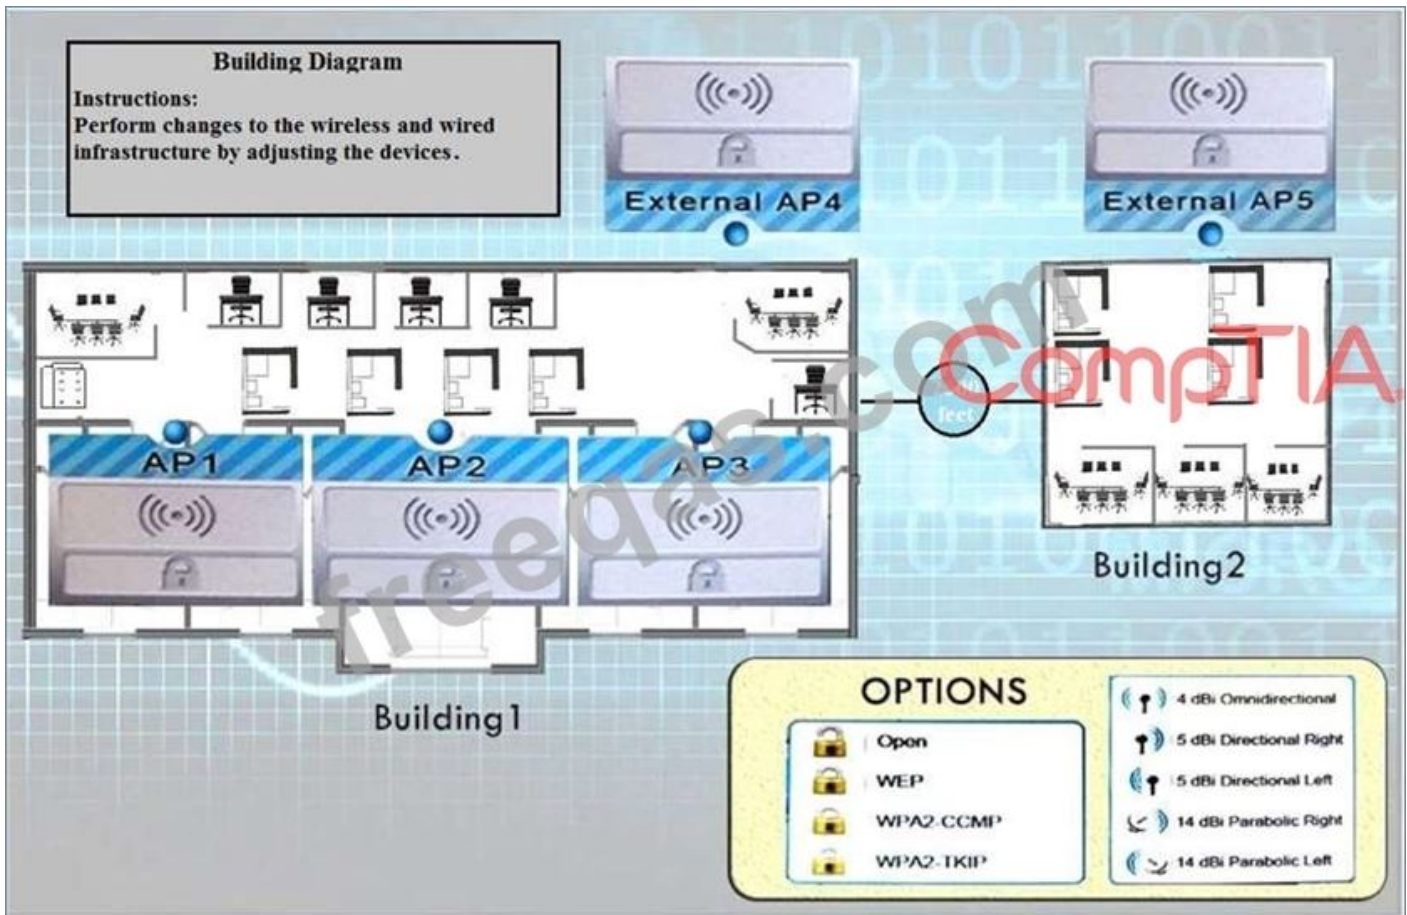 Building Diagram
Instructions:
Perform changes to the wireless and wired
infrastructure by adjusting the devices.
External AP4
External AP5
CompTIA.
feet
AP1
AP2
AP3
freeqas.com
Building2
Building1
OPTIONS
Open
WEP
WPA2-CCMP
WPA2-TKIP
4 dBi Omnidirectional
5 dBi Directional Right
5 dBi Directional Left
14 dBi Parabolic Right
14 dBi Parabolic Left